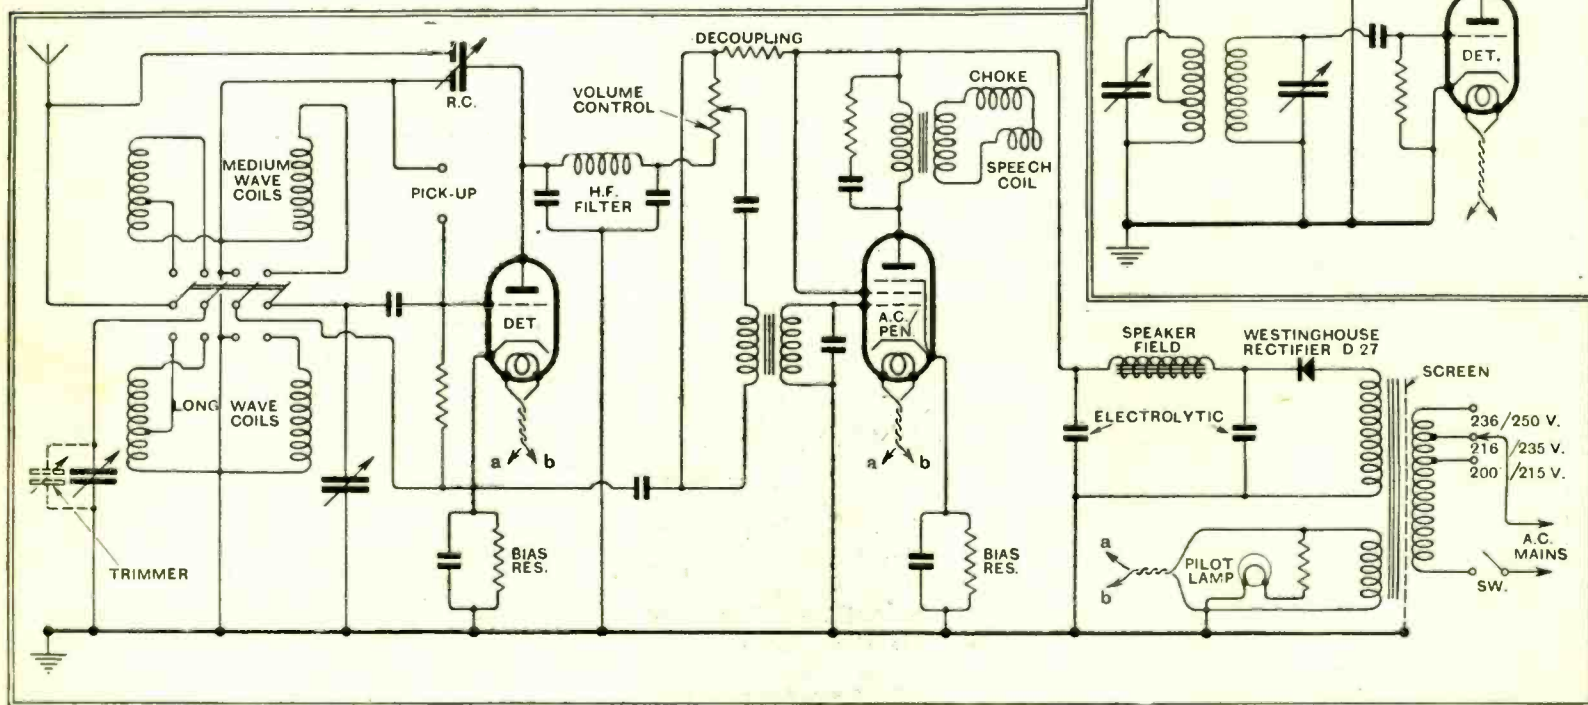 DECOUPLING
R.C.
VOLUME
CONTROL
CHOKE
SPEECH
COIL
DET.
MEDIUM
WAVE
COILS
PICK-UP
H.F.
FILTER
DET.
A.C.
PEN.
LONG WAVE
COILS
a b
a b
SPEAKER
FIELD
WESTINGHOUSE
RECTIFIER D 27
SCREEN
ELECTROLYTIC
236/250 V.
216/235 V.
200/215 V.
A.C.
MAINS
SW.
TRIMMER
BIAS
RES.
BIAS
RES.
a
b
PILOT
LAMP